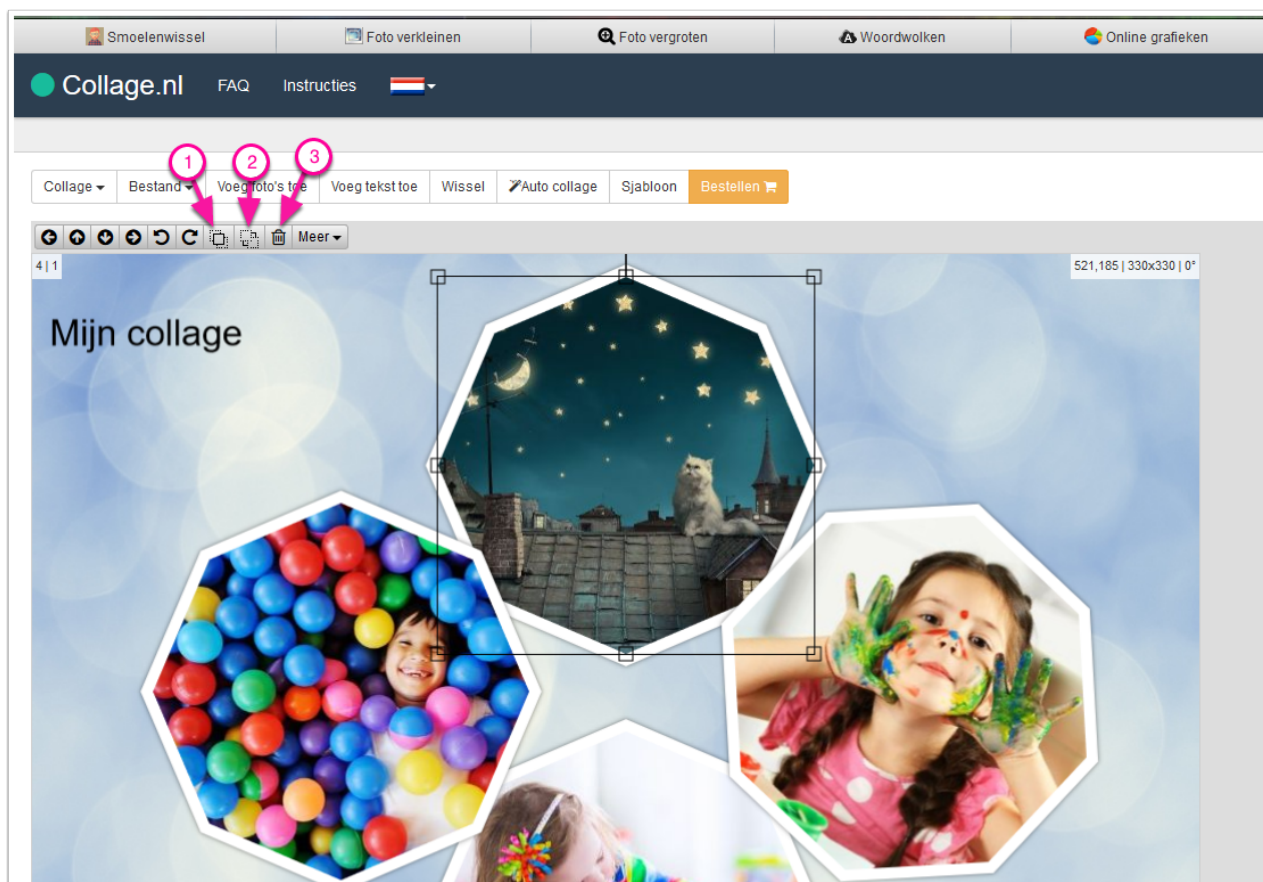 Smoelenwissel Foto verkleinen Foto vergroten Woordwolken Online grafieken
Collage.nl FAQ Instructies
1 2 3
Collage Bestand Voeg foto's toe Voeg tekst toe Wissel Auto collage Sjabloon Bestellen
Meer
4 | 1 521,185 | 330x330 | 0°
Mijn collage